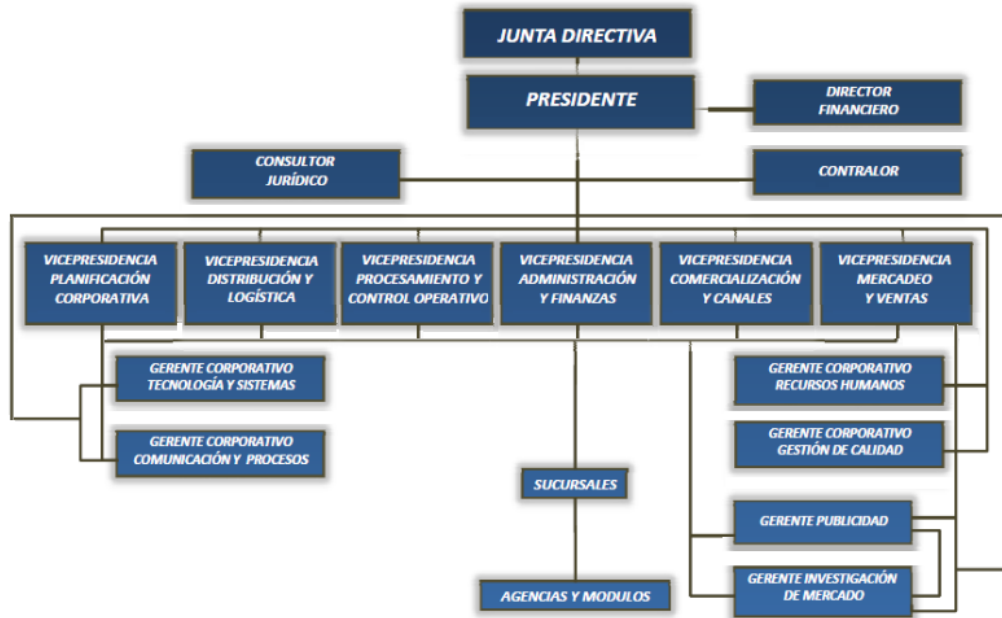 JUNTA DIRECTIVA
PRESIDENTE
DIRECTOR
FINANCIERO
CONSULTOR
JURÍDICO
CONTRALOR
VICEPRESIDENCIA
PLANIFICACIÓN
CORPORATIVA
VICEPRESIDENCIA
DISTRIBUCIÓN Y
LOGÍSTICA
VICEPRESIDENCIA
PROCESAMIENTO Y
CONTROL OPERATIVO
VICEPRESIDENCIA
ADMINISTRACIÓN
Y FINANZAS
VICEPRESIDENCIA
COMERCIALIZACIÓN
Y CANALES
VICEPRESIDENCIA
MERCADEO
Y VENTAS
GERENTE CORPORATIVO
TECNOLOGÍA Y SISTEMAS
GERENTE CORPORATIVO
RECURSOS HUMANOS
GERENTE CORPORATIVO
COMUNICACIÓN Y PROCESOS
GERENTE CORPORATIVO
GESTIÓN DE CALIDAD
SUCURSALES
GERENTE PUBLICIDAD
AGENCIAS Y MODULOS
GERENTE INVESTIGACIÓN
DE MERCADO